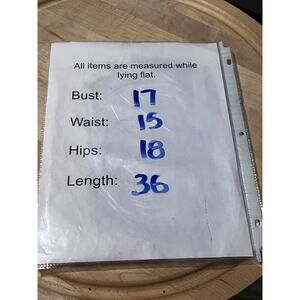 All items are measured while
lying flat.
Bust: 17
Waist: 15
Hips: 18
Length: 36